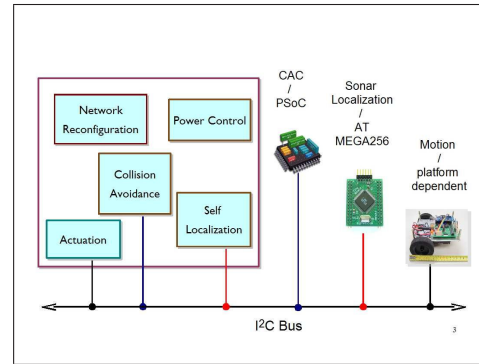 CAC
/
PSoC
Sonar
Localization
/
AT
MEGA256
Motion
/
platform
dependent
Network
Reconfiguration
Power Control
Collision
Avoidance
Self
Localization
Actuation
I²C Bus
3